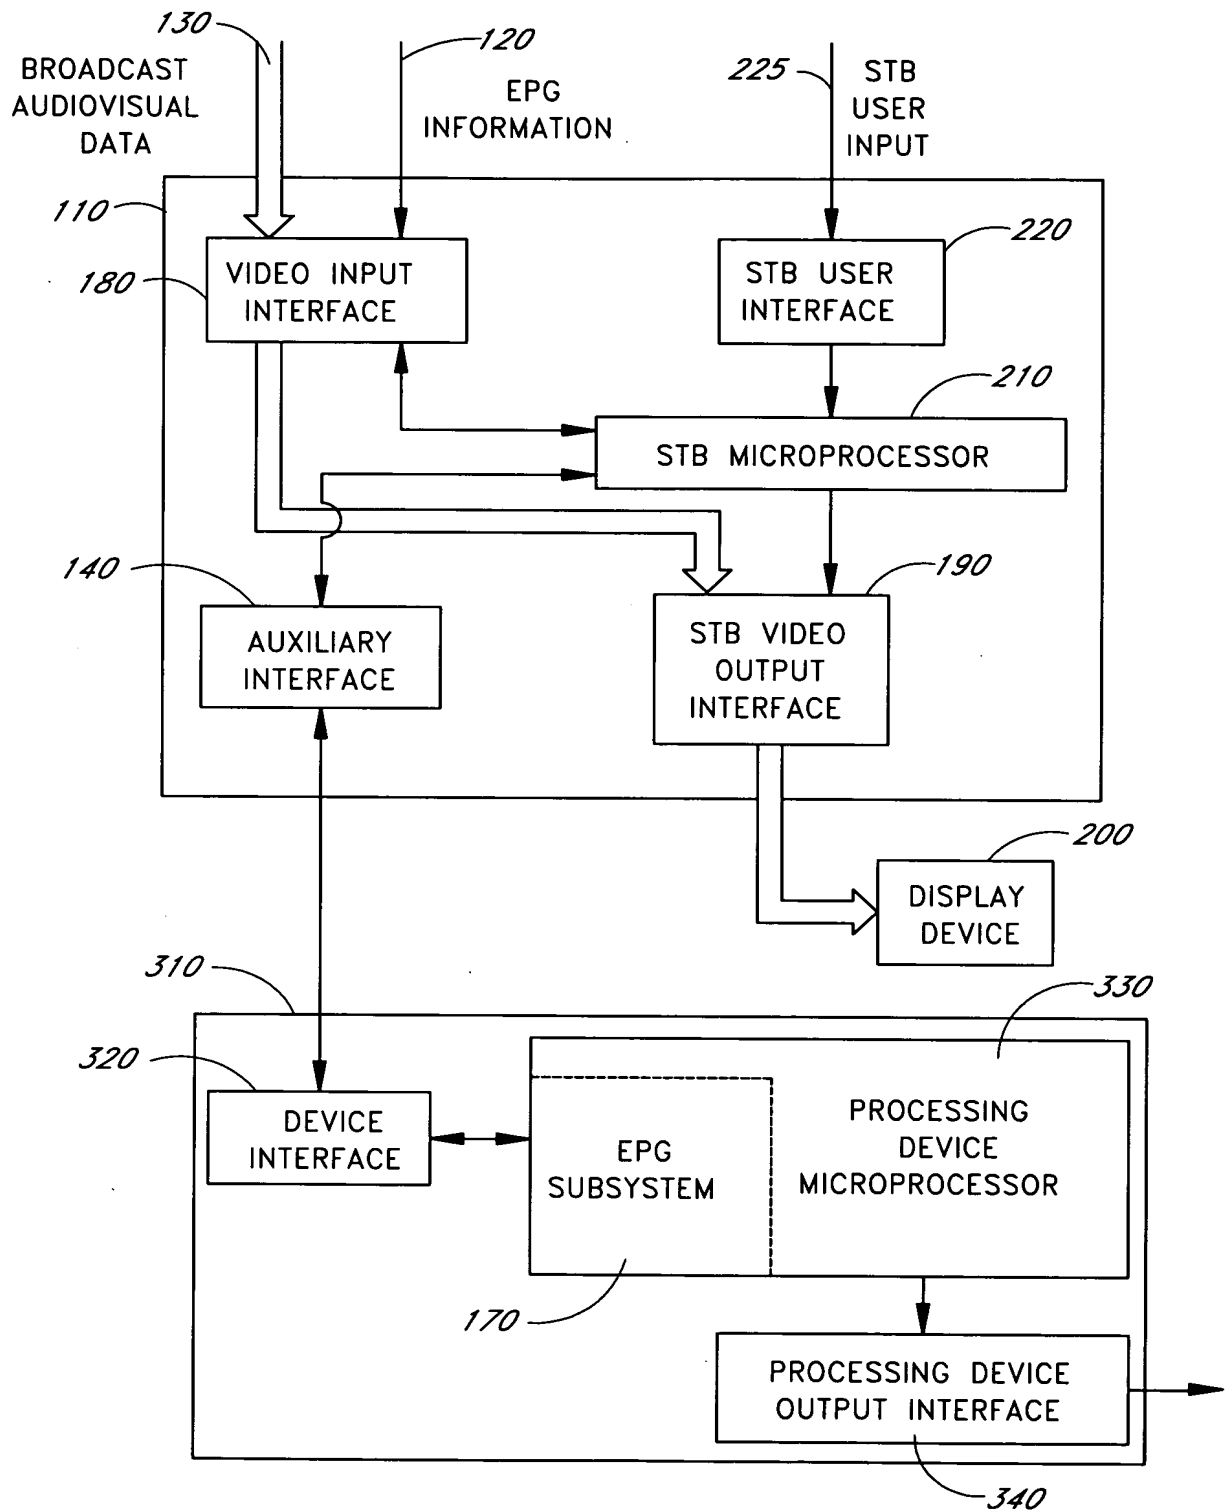 130
BROADCAST
AUDIOVISUAL
DATA
120
EPG
INFORMATION
225
STB
USER
INPUT
110
180
VIDEO INPUT
INTERFACE
220
STB USER
INTERFACE
210
STB MICROPROCESSOR
140
AUXILIARY
INTERFACE
190
STB VIDEO
OUTPUT
INTERFACE
200
DISPLAY
DEVICE
310
330
320
DEVICE
INTERFACE
EPG
SUBSYSTEM
PROCESSING
DEVICE
MICROPROCESSOR
170
PROCESSING DEVICE
OUTPUT INTERFACE
340